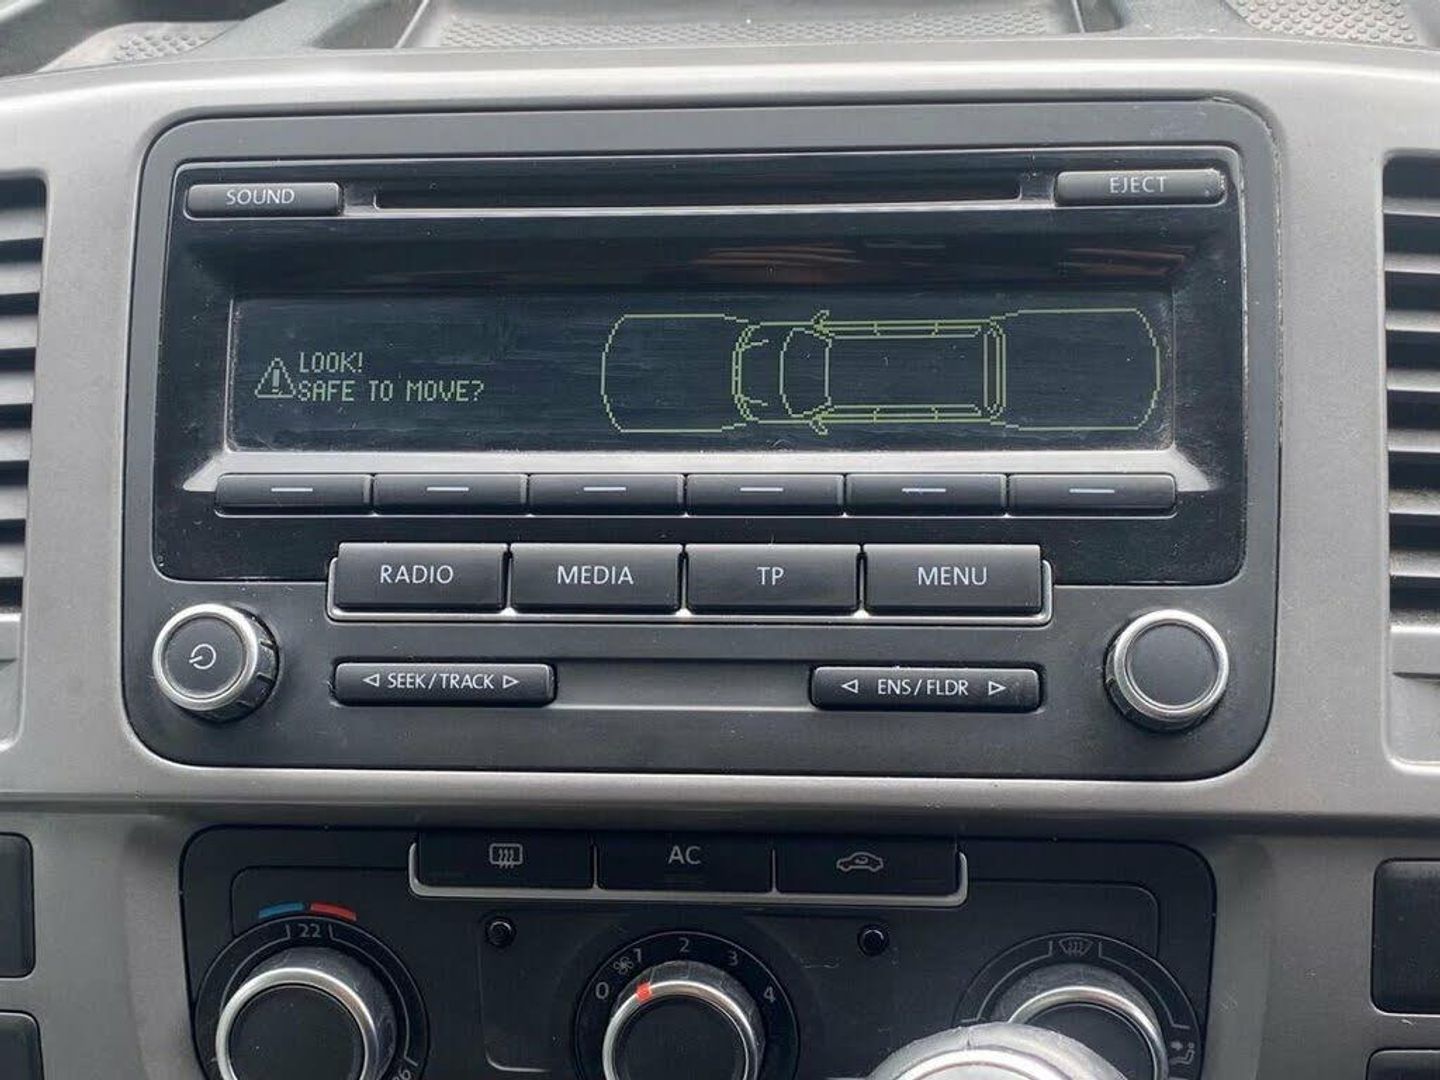 SOUND
EJECT
LOOK!
SAFE TO MOVE?
RADIO MEDIA TP MENU
SEEK/TRACK
ENS/FLDR
AC
22
0 1 2 3 4